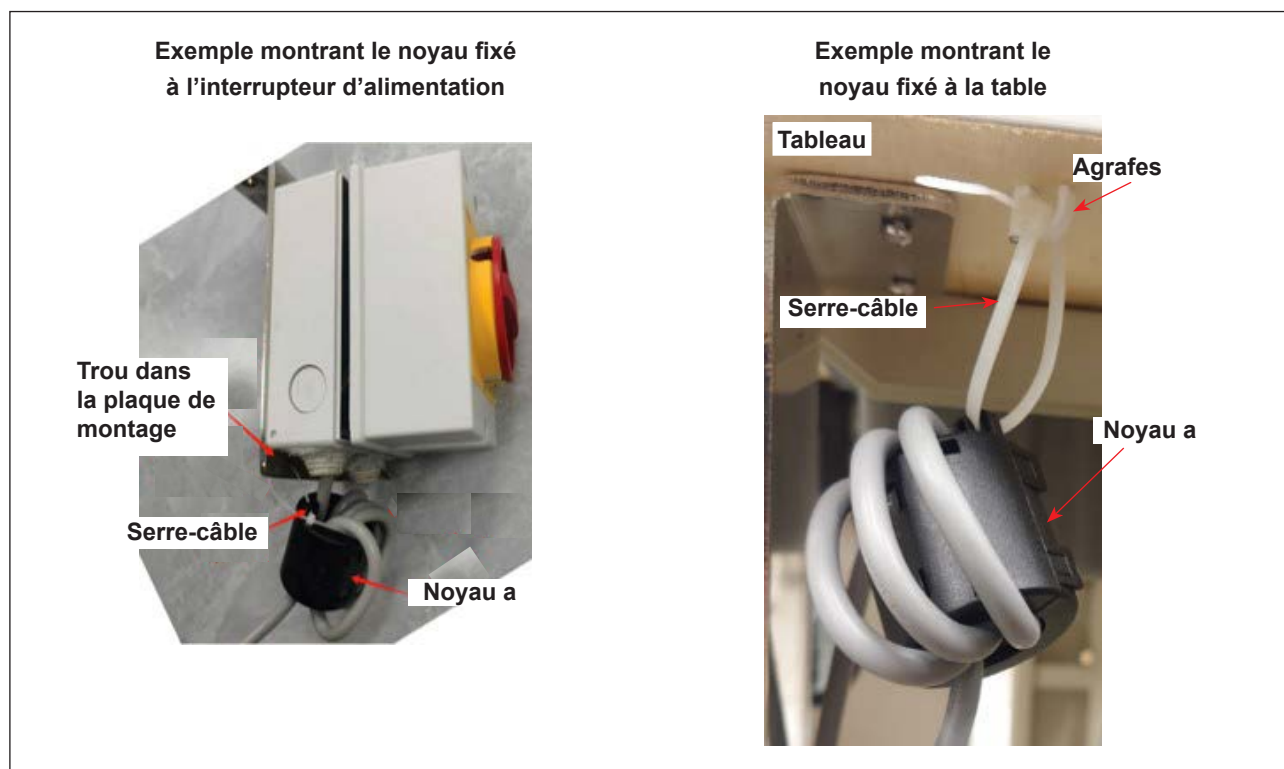 Exemple montrant le noyau fixé
à l’interrupteur d’alimentation
Trou dans
la plaque de
montage
Serre-câble
Noyau a
Exemple montrant le
noyau fixé à la table
Tableau
Agrafes
Serre-câble
Noyau a